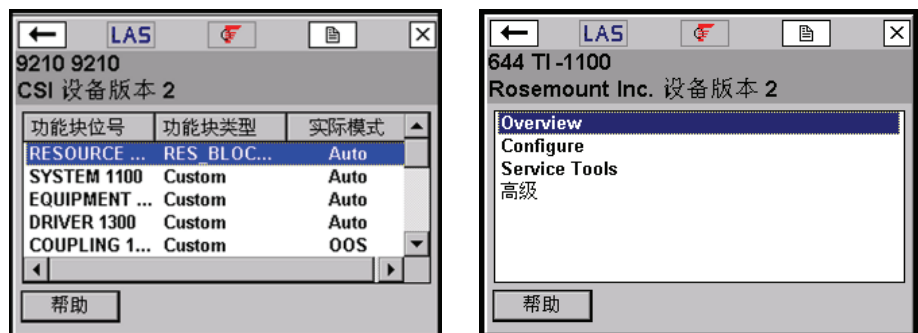 LAS
9210 9210
CSI 设备版本 2
功能块位号 功能块类型 实际模式
RESOURCE ... RES_BLOC... Auto
SYSTEM 1100 Custom Auto
EQUIPMENT ... Custom Auto
DRIVER 1300 Custom Auto
COUPLING 1... Custom OOS
帮助
LAS
644 TI-1100
Rosemount Inc. 设备版本 2
Overview
Configure
Service Tools
高级
帮助